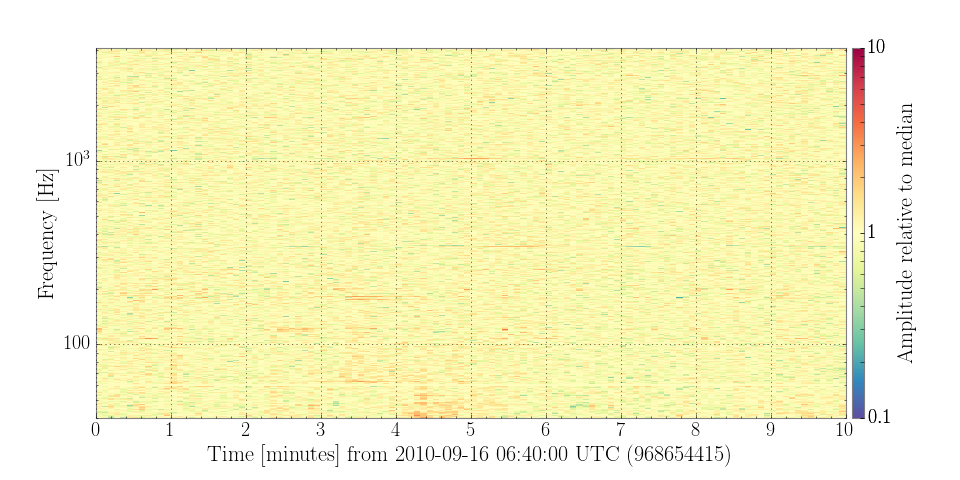 10
10³
1
100
0.1
Frequency [Hz]
Amplitude relative to median
0 1 2 3 4 5 6 7 8 9 10
Time [minutes] from 2010-09-16 06:40:00 UTC (968654415)